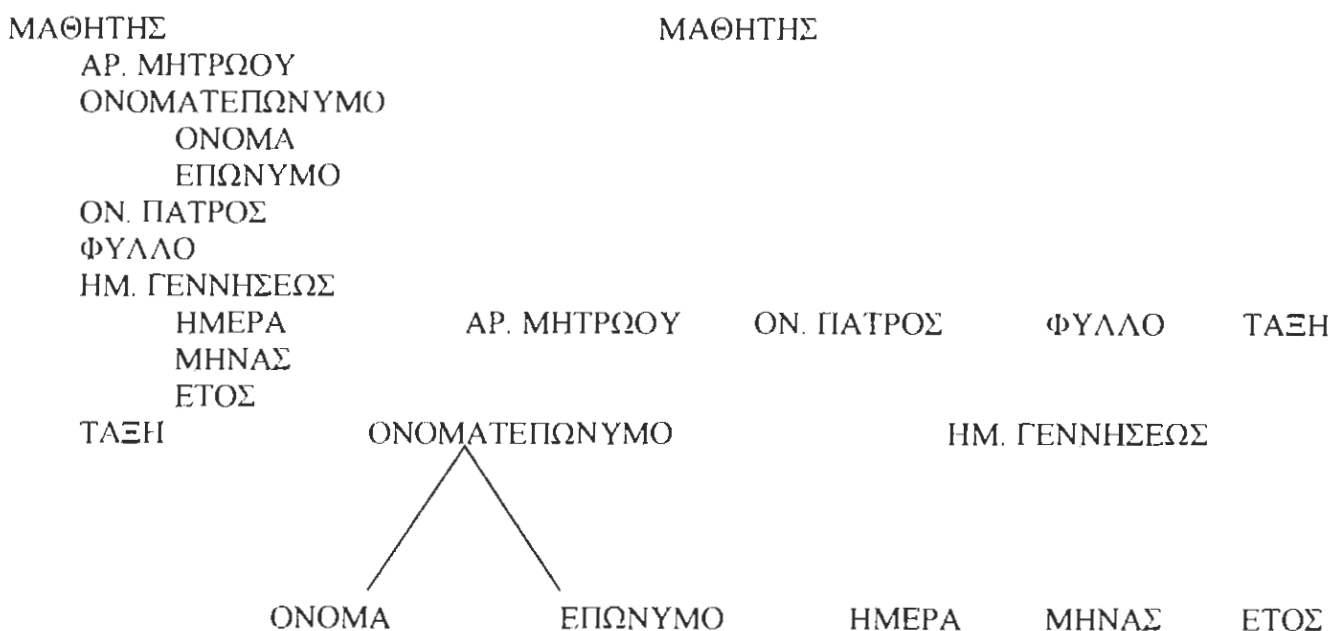 ΜΑΘΗΤΗΣ ΜΑΘΗΤΗΣ
ΑΡ. ΜΗΤΡΩΟΥ
ΟΝΟΜΑΤΕΠΩΝΥΜΟ
ΟΝΟΜΑ
ΕΠΩΝΥΜΟ
ΟΝ. ΠΑΤΡΟΣ
ΦΥΛΛΟ
ΗΜ. ΓΕΝΝΗΣΕΩΣ
ΗΜΕΡΑ ΑΡ. ΜΗΤΡΩΟΥ ΟΝ. ΠΑΤΡΟΣ ΦΥΛΛΟ ΤΑΞΗ
ΜΗΝΑΣ
ΕΤΟΣ
ΤΑΞΗ ΟΝΟΜΑΤΕΠΩΝΥΜΟ ΗΜ. ΓΕΝΝΗΣΕΩΣ
ΟΝΟΜΑ ΕΠΩΝΥΜΟ ΗΜΕΡΑ ΜΗΝΑΣ ΕΤΟΣ